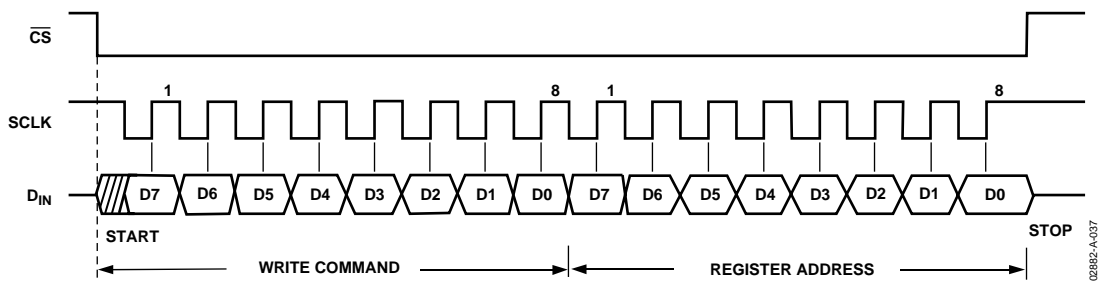 CS
1 8 1 8
SCLK
DIN D7 D6 D5 D4 D3 D2 D1 D0 D7 D6 D5 D4 D3 D2 D1 D0
START STOP
WRITE COMMAND REGISTER ADDRESS
02882-A-037